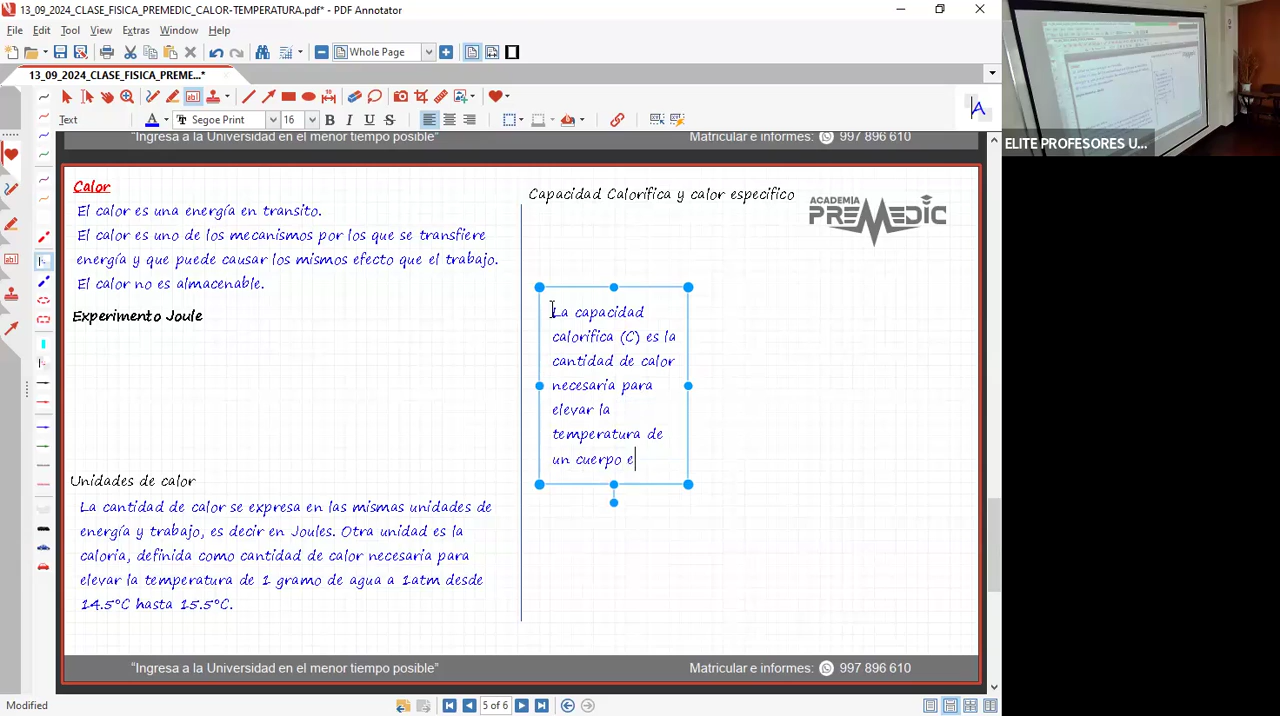 13_09_2024_CLASE_FISICA_PREMEDIC_CALOR-TEMPERATURA.pdf* - PDF Annotator
File Edit Tool View Extras Window Help
Whole Page
13_09_2024_CLASE_FISICA_PREME...*
Text
Segoe Print
16
B I U S
A
ELITE PROFESORES U...
“Ingresa a la Universidad en el menor tiempo posible”
Matricular e informes: 997 896 610
Calor
El calor es una energía en transito.
El calor es uno de los mecanismos por los que se transfiere
energía y que puede causar los mismos efecto que el trabajo.
El calor no es almacenable.
Experimento Joule
Unidades de calor
La cantidad de calor se expresa en las mismas unidades de
energía y trabajo, es decir en Joules. Otra unidad es la
caloria, definida como cantidad de calor necesaria para
elevar la temperatura de 1 gramo de agua a 1atm desde
14.5°C hasta 15.5°C.
Capacidad Calorifica y calor especifico
ACADEMIA
PREMEDIC
La capacidad
calorifica (C) es la
cantidad de calor
necesaria para
elevar la
temperatura de
un cuerpo e
“Ingresa a la Universidad en el menor tiempo posible”
Matricular e informes: 997 896 610
Modified
5 of 6